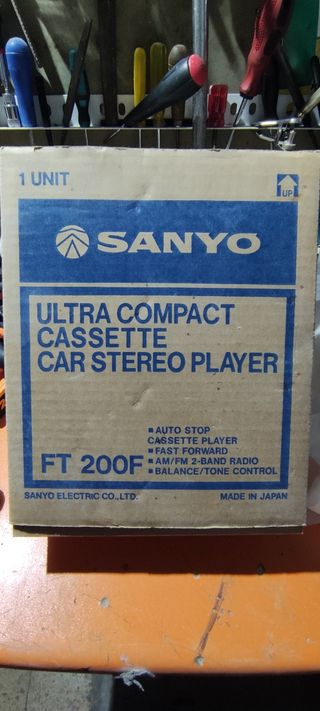 1 UNIT
UP
SANYO
ULTRA COMPACT
CASSETTE
CAR STEREO PLAYER
FT 200F
▪AUTO STOP
CASSETTE PLAYER
▪FAST FORWARD
▪AM/FM 2-BAND RADIO
▪BALANCE/TONE CONTROL
SANYO ELECTRIC CO.,LTD.
MADE IN JAPAN